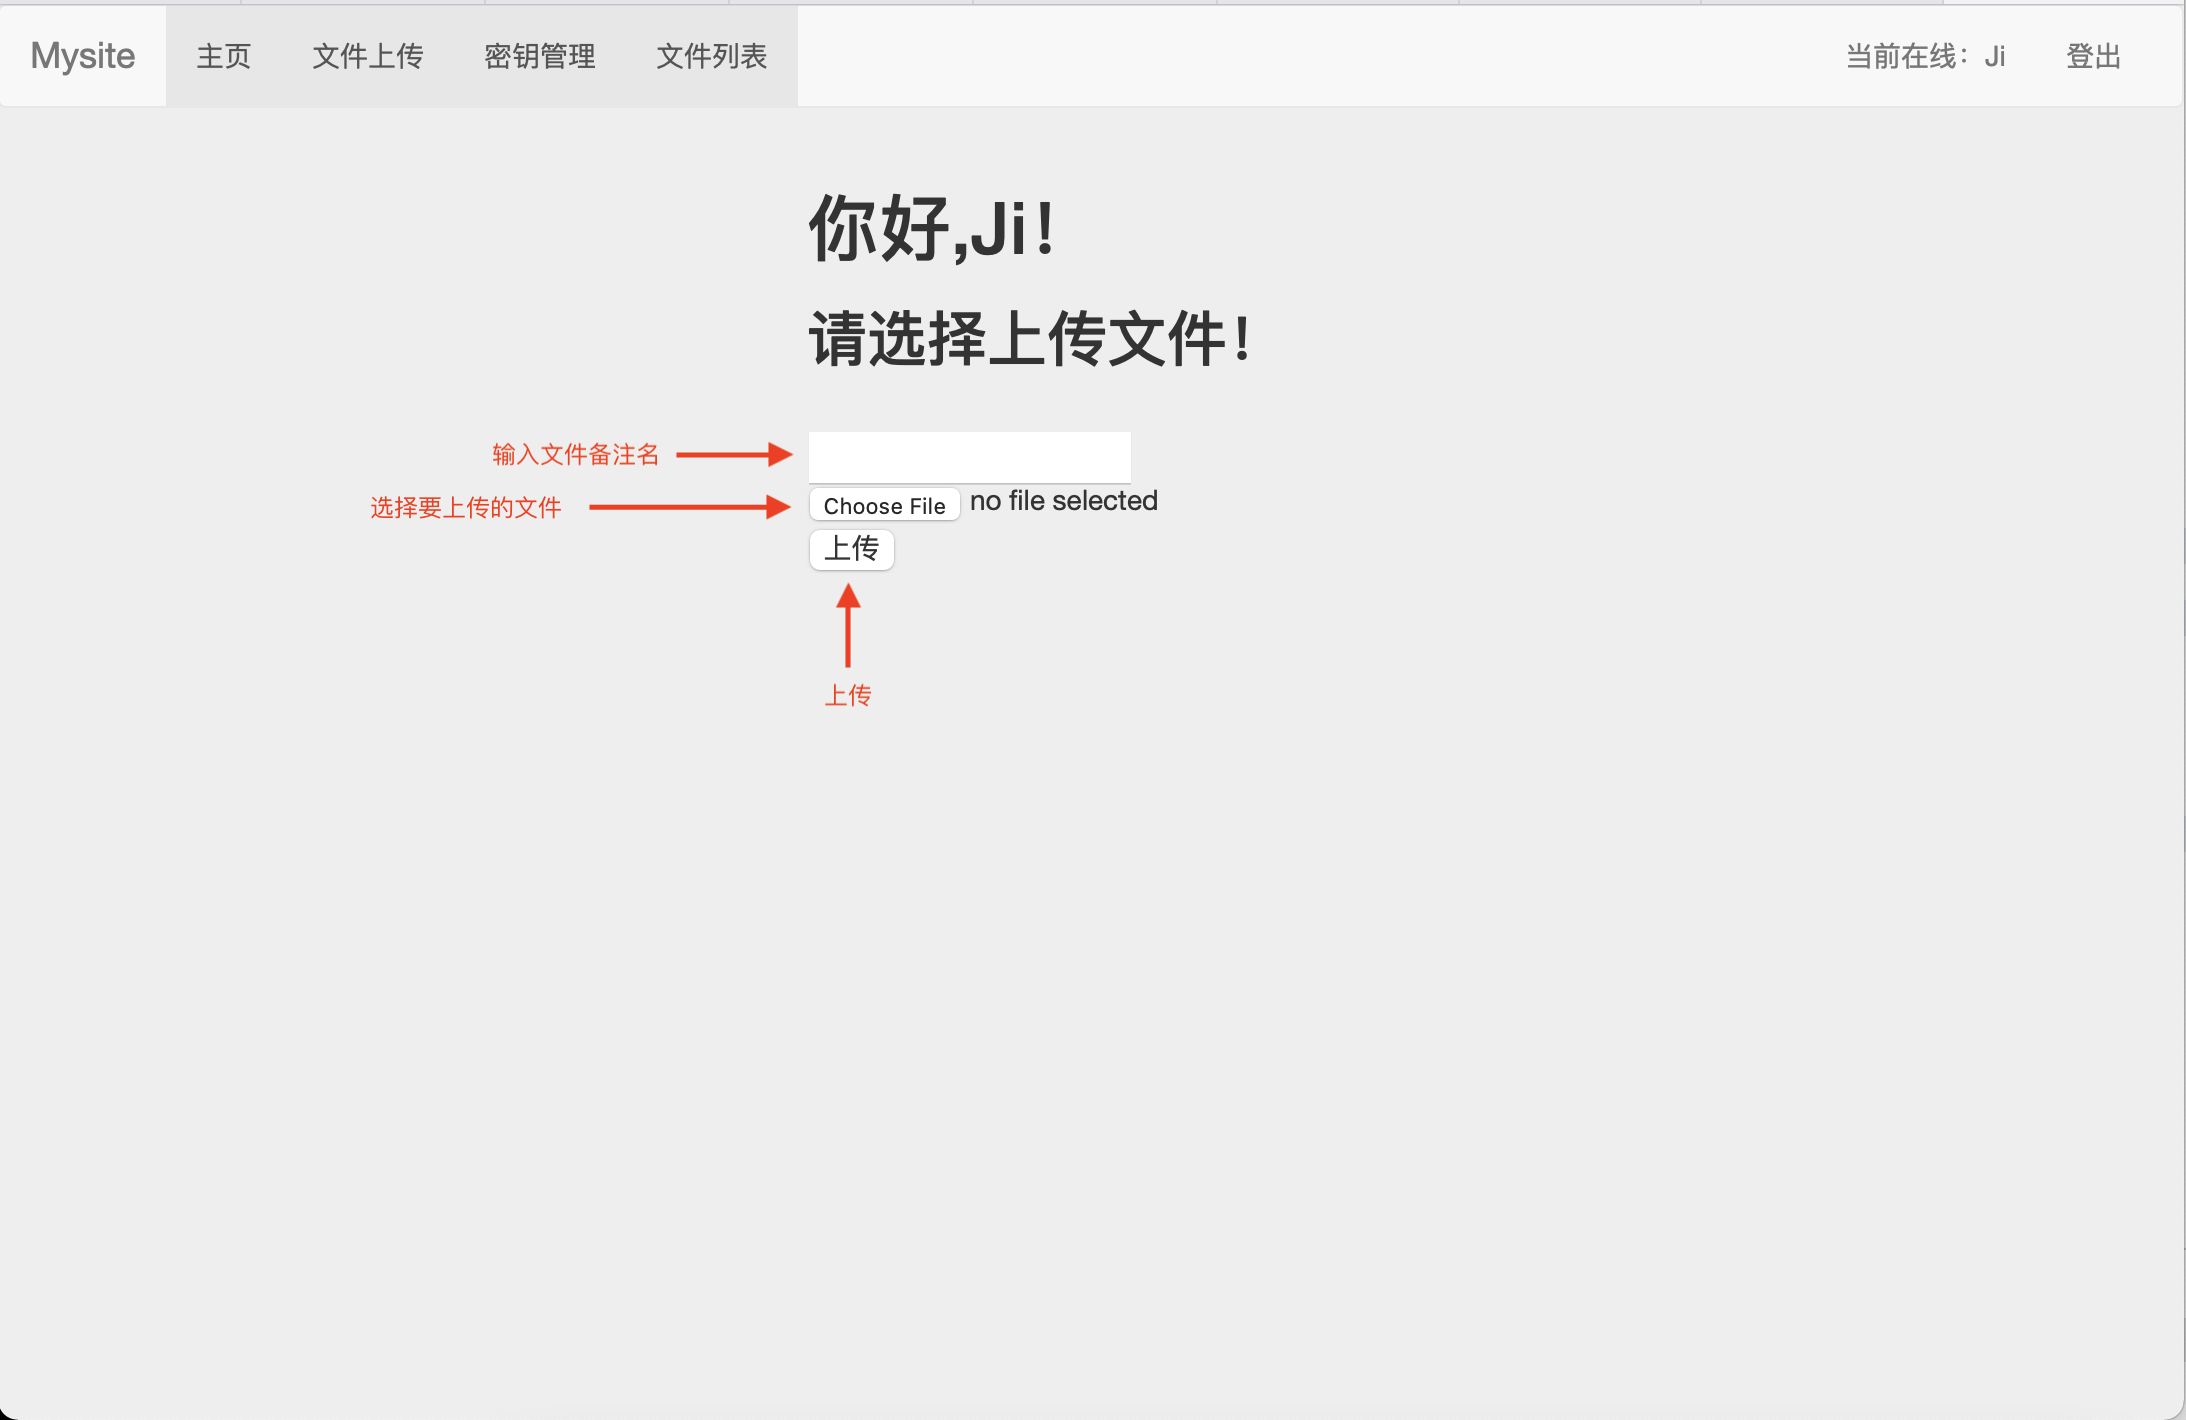 Mysite 主页 文件上传 密钥管理 文件列表 当前在线：Ji 登出
你好,Ji！
请选择上传文件！
输入文件备注名
选择要上传的文件 Choose File no file selected
上传
上传